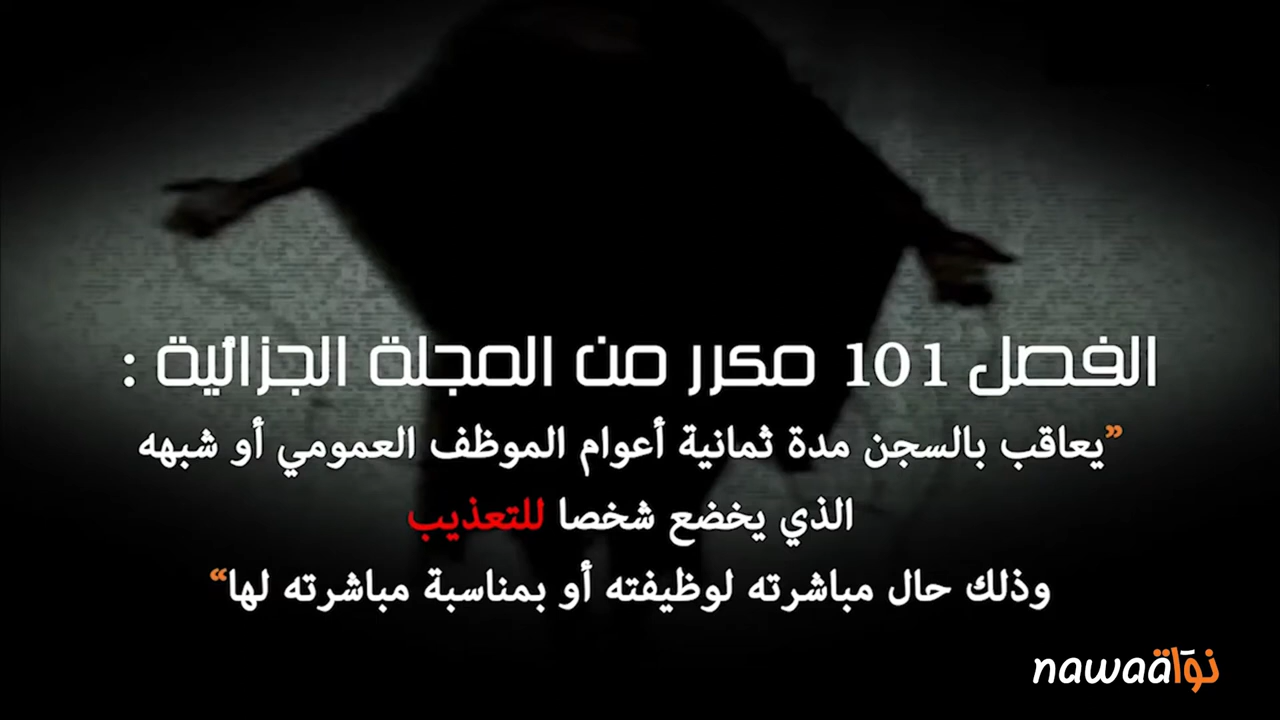 الفصل 101 مكرر من المجلة الجزائية :
”يعاقب بالسجن مدة ثمانية أعوام الموظف العمومي أو شبهه
الذي يخضع شخصا للتعذيب
وذلك حال مباشرته لوظيفته أو بمناسبة مباشرته لها“
nawaaنواة